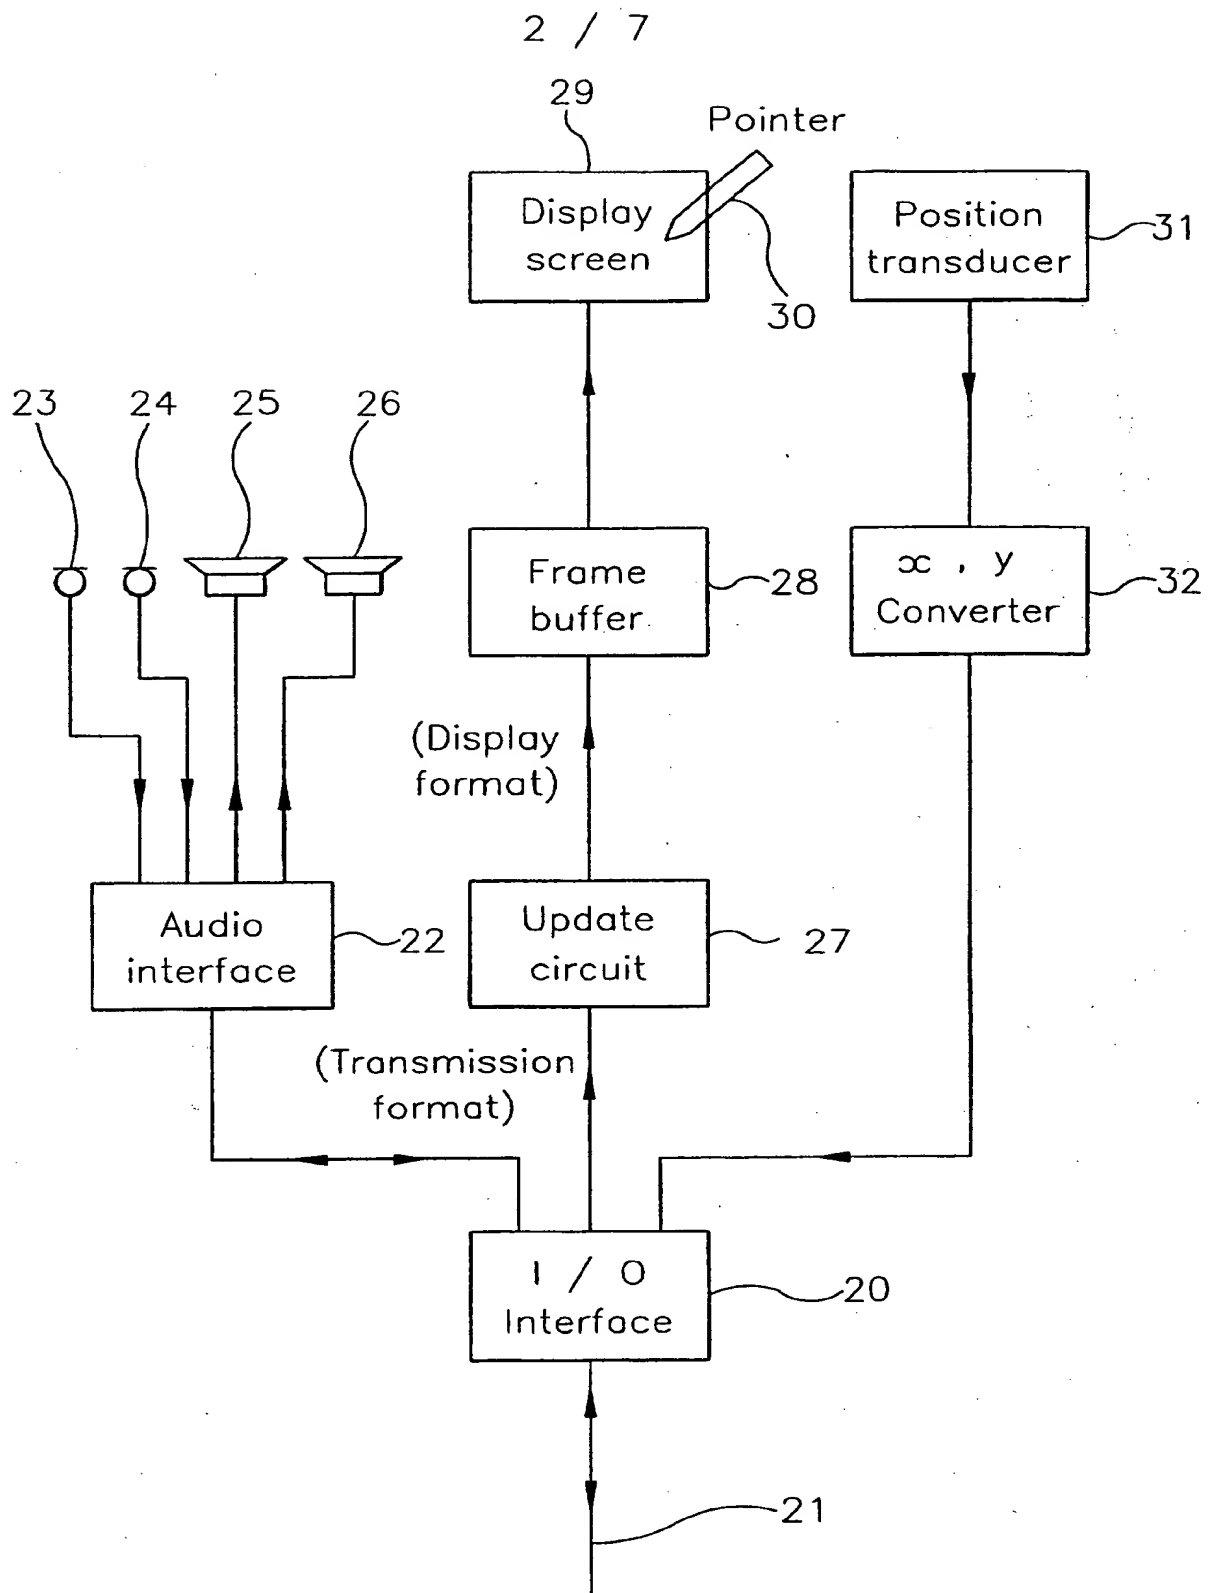 2 / 7
29
Pointer
Display
screen
30
Position
transducer
31
23
24
25
26
Frame
buffer
28
x , y
Converter
32
(Display
format)
Audio
interface
22
Update
circuit
27
(Transmission
format)
I / O
Interface
20
21